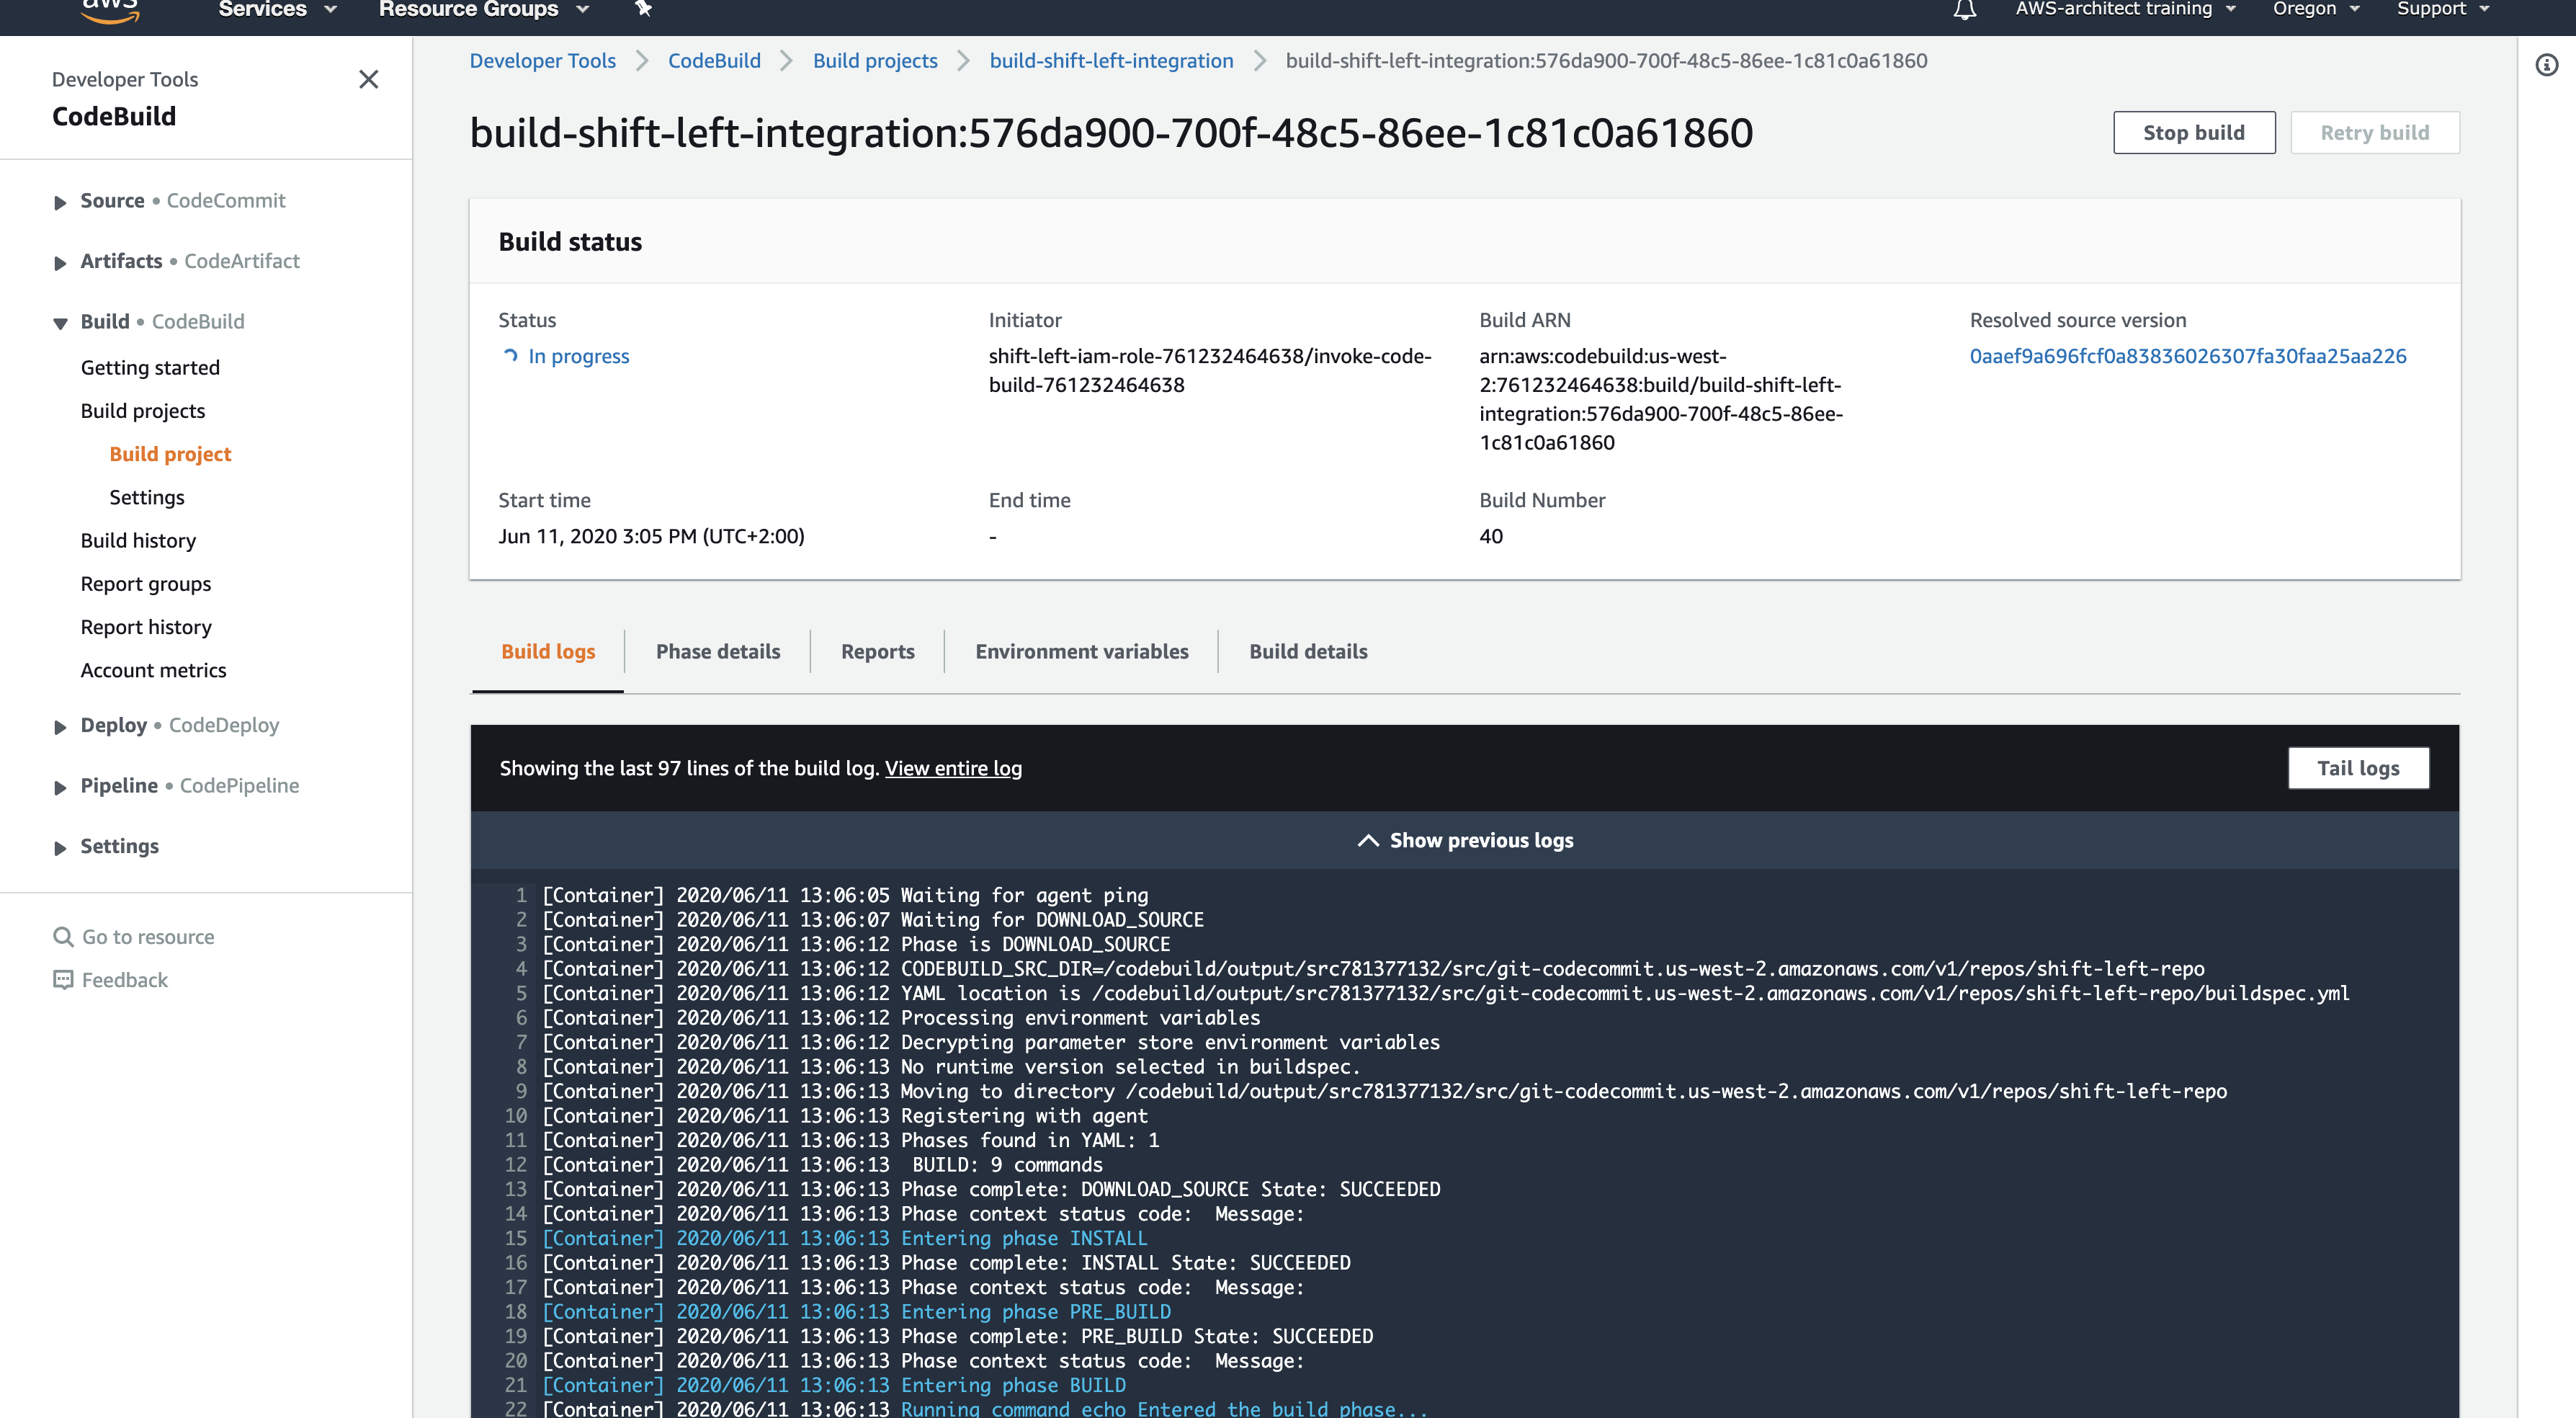 aws
Services
Resource Groups
AWS-architect training
Oregon
Support
Developer Tools
CodeBuild
Source • CodeCommit
Artifacts • CodeArtifact
Build • CodeBuild
Getting started
Build projects
Build project
Settings
Build history
Report groups
Report history
Account metrics
Deploy • CodeDeploy
Pipeline • CodePipeline
Settings
Go to resource
Feedback
Developer Tools
CodeBuild
Build projects
build-shift-left-integration
build-shift-left-integration:576da900-700f-48c5-86ee-1c81c0a61860
build-shift-left-integration:576da900-700f-48c5-86ee-1c81c0a61860
Stop build
Retry build
Build status
Status
In progress
Initiator
shift-left-iam-role-761232464638/invoke-code-
build-761232464638
Build ARN
arn:aws:codebuild:us-west-
2:761232464638:build/build-shift-left-
integration:576da900-700f-48c5-86ee-
1c81c0a61860
Resolved source version
0aaef9a696fcf0a83836026307fa30faa25aa226
Start time
Jun 11, 2020 3:05 PM (UTC+2:00)
End time
-
Build Number
40
Build logs
Phase details
Reports
Environment variables
Build details
Showing the last 97 lines of the build log. View entire log
Tail logs
Show previous logs
1 [Container] 2020/06/11 13:06:05 Waiting for agent ping
2 [Container] 2020/06/11 13:06:07 Waiting for DOWNLOAD_SOURCE
3 [Container] 2020/06/11 13:06:12 Phase is DOWNLOAD_SOURCE
4 [Container] 2020/06/11 13:06:12 CODEBUILD_SRC_DIR=/codebuild/output/src781377132/src/git-codecommit.us-west-2.amazonaws.com/v1/repos/shift-left-repo
5 [Container] 2020/06/11 13:06:12 YAML location is /codebuild/output/src781377132/src/git-codecommit.us-west-2.amazonaws.com/v1/repos/shift-left-repo/buildspec.yml
6 [Container] 2020/06/11 13:06:12 Processing environment variables
7 [Container] 2020/06/11 13:06:12 Decrypting parameter store environment variables
8 [Container] 2020/06/11 13:06:13 No runtime version selected in buildspec.
9 [Container] 2020/06/11 13:06:13 Moving to directory /codebuild/output/src781377132/src/git-codecommit.us-west-2.amazonaws.com/v1/repos/shift-left-repo
10 [Container] 2020/06/11 13:06:13 Registering with agent
11 [Container] 2020/06/11 13:06:13 Phases found in YAML: 1
12 [Container] 2020/06/11 13:06:13  BUILD: 9 commands
13 [Container] 2020/06/11 13:06:13 Phase complete: DOWNLOAD_SOURCE State: SUCCEEDED
14 [Container] 2020/06/11 13:06:13 Phase context status code:  Message:
15 [Container] 2020/06/11 13:06:13 Entering phase INSTALL
16 [Container] 2020/06/11 13:06:13 Phase complete: INSTALL State: SUCCEEDED
17 [Container] 2020/06/11 13:06:13 Phase context status code:  Message:
18 [Container] 2020/06/11 13:06:13 Entering phase PRE_BUILD
19 [Container] 2020/06/11 13:06:13 Phase complete: PRE_BUILD State: SUCCEEDED
20 [Container] 2020/06/11 13:06:13 Phase context status code:  Message:
21 [Container] 2020/06/11 13:06:13 Entering phase BUILD
22 [Container] 2020/06/11 13:06:13 Running command echo Entered the build phase...